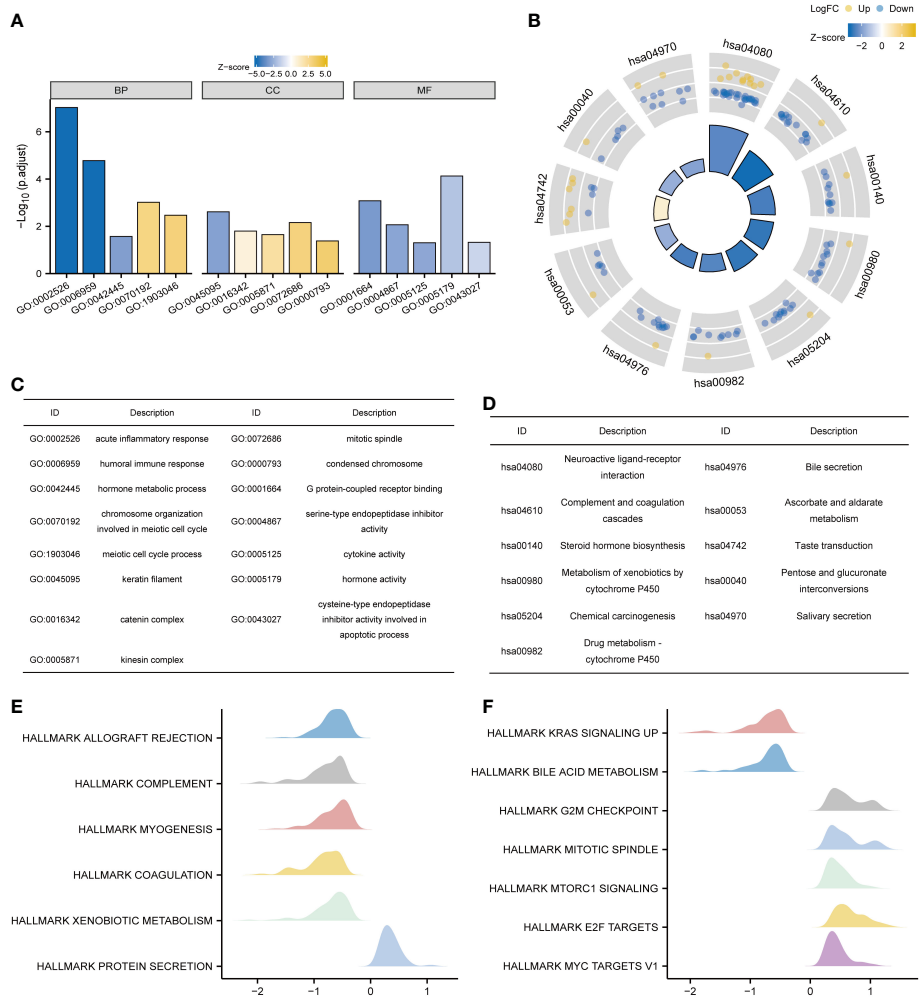 A
Z-score
−5.0 −2.5 0.0 2.5 5.0
BP CC MF
−Log10 (p.adjust)
6
4
2
0
GO:0002526 GO:0006959 GO:0042445 GO:0070192 GO:1903046 GO:0045095 GO:0016342 GO:0005871 GO:0072686 GO:0000793 GO:0001664 GO:0004867 GO:0005125 GO:0005179 GO:0043027
B
LogFC Up Down
Z-score
−2 0 2
hsa04080
hsa04610
hsa00140
hsa00980
hsa05204
hsa00982
hsa04976
hsa00053
hsa04742
hsa00040
hsa04970
C
ID Description ID Description
GO:0002526 acute inflammatory response GO:0072686 mitotic spindle
GO:0006959 humoral immune response GO:0000793 condensed chromosome
GO:0042445 hormone metabolic process GO:0001664 G protein-coupled receptor binding
GO:0070192 chromosome organization involved in meiotic cell cycle GO:0004867 serine-type endopeptidase inhibitor activity
GO:1903046 meiotic cell cycle process GO:0005125 cytokine activity
GO:0045095 keratin filament GO:0005179 hormone activity
GO:0016342 catenin complex GO:0043027 cysteine-type endopeptidase inhibitor activity involved in apoptotic process
GO:0005871 kinesin complex
D
ID Description ID Description
hsa04080 Neuroactive ligand-receptor interaction hsa04976 Bile secretion
hsa04610 Complement and coagulation cascades hsa00053 Ascorbate and aldarate metabolism
hsa00140 Steroid hormone biosynthesis hsa04742 Taste transduction
hsa00980 Metabolism of xenobiotics by cytochrome P450 hsa00040 Pentose and glucuronate interconversions
hsa05204 Chemical carcinogenesis hsa04970 Salivary secretion
hsa00982 Drug metabolism - cytochrome P450
E
HALLMARK ALLOGRAFT REJECTION
HALLMARK COMPLEMENT
HALLMARK MYOGENESIS
HALLMARK COAGULATION
HALLMARK XENOBIOTIC METABOLISM
HALLMARK PROTEIN SECRETION
−2 −1 0 1
F
HALLMARK KRAS SIGNALING UP
HALLMARK BILE ACID METABOLISM
HALLMARK G2M CHECKPOINT
HALLMARK MITOTIC SPINDLE
HALLMARK MTORC1 SIGNALING
HALLMARK E2F TARGETS
HALLMARK MYC TARGETS V1
−2 −1 0 1